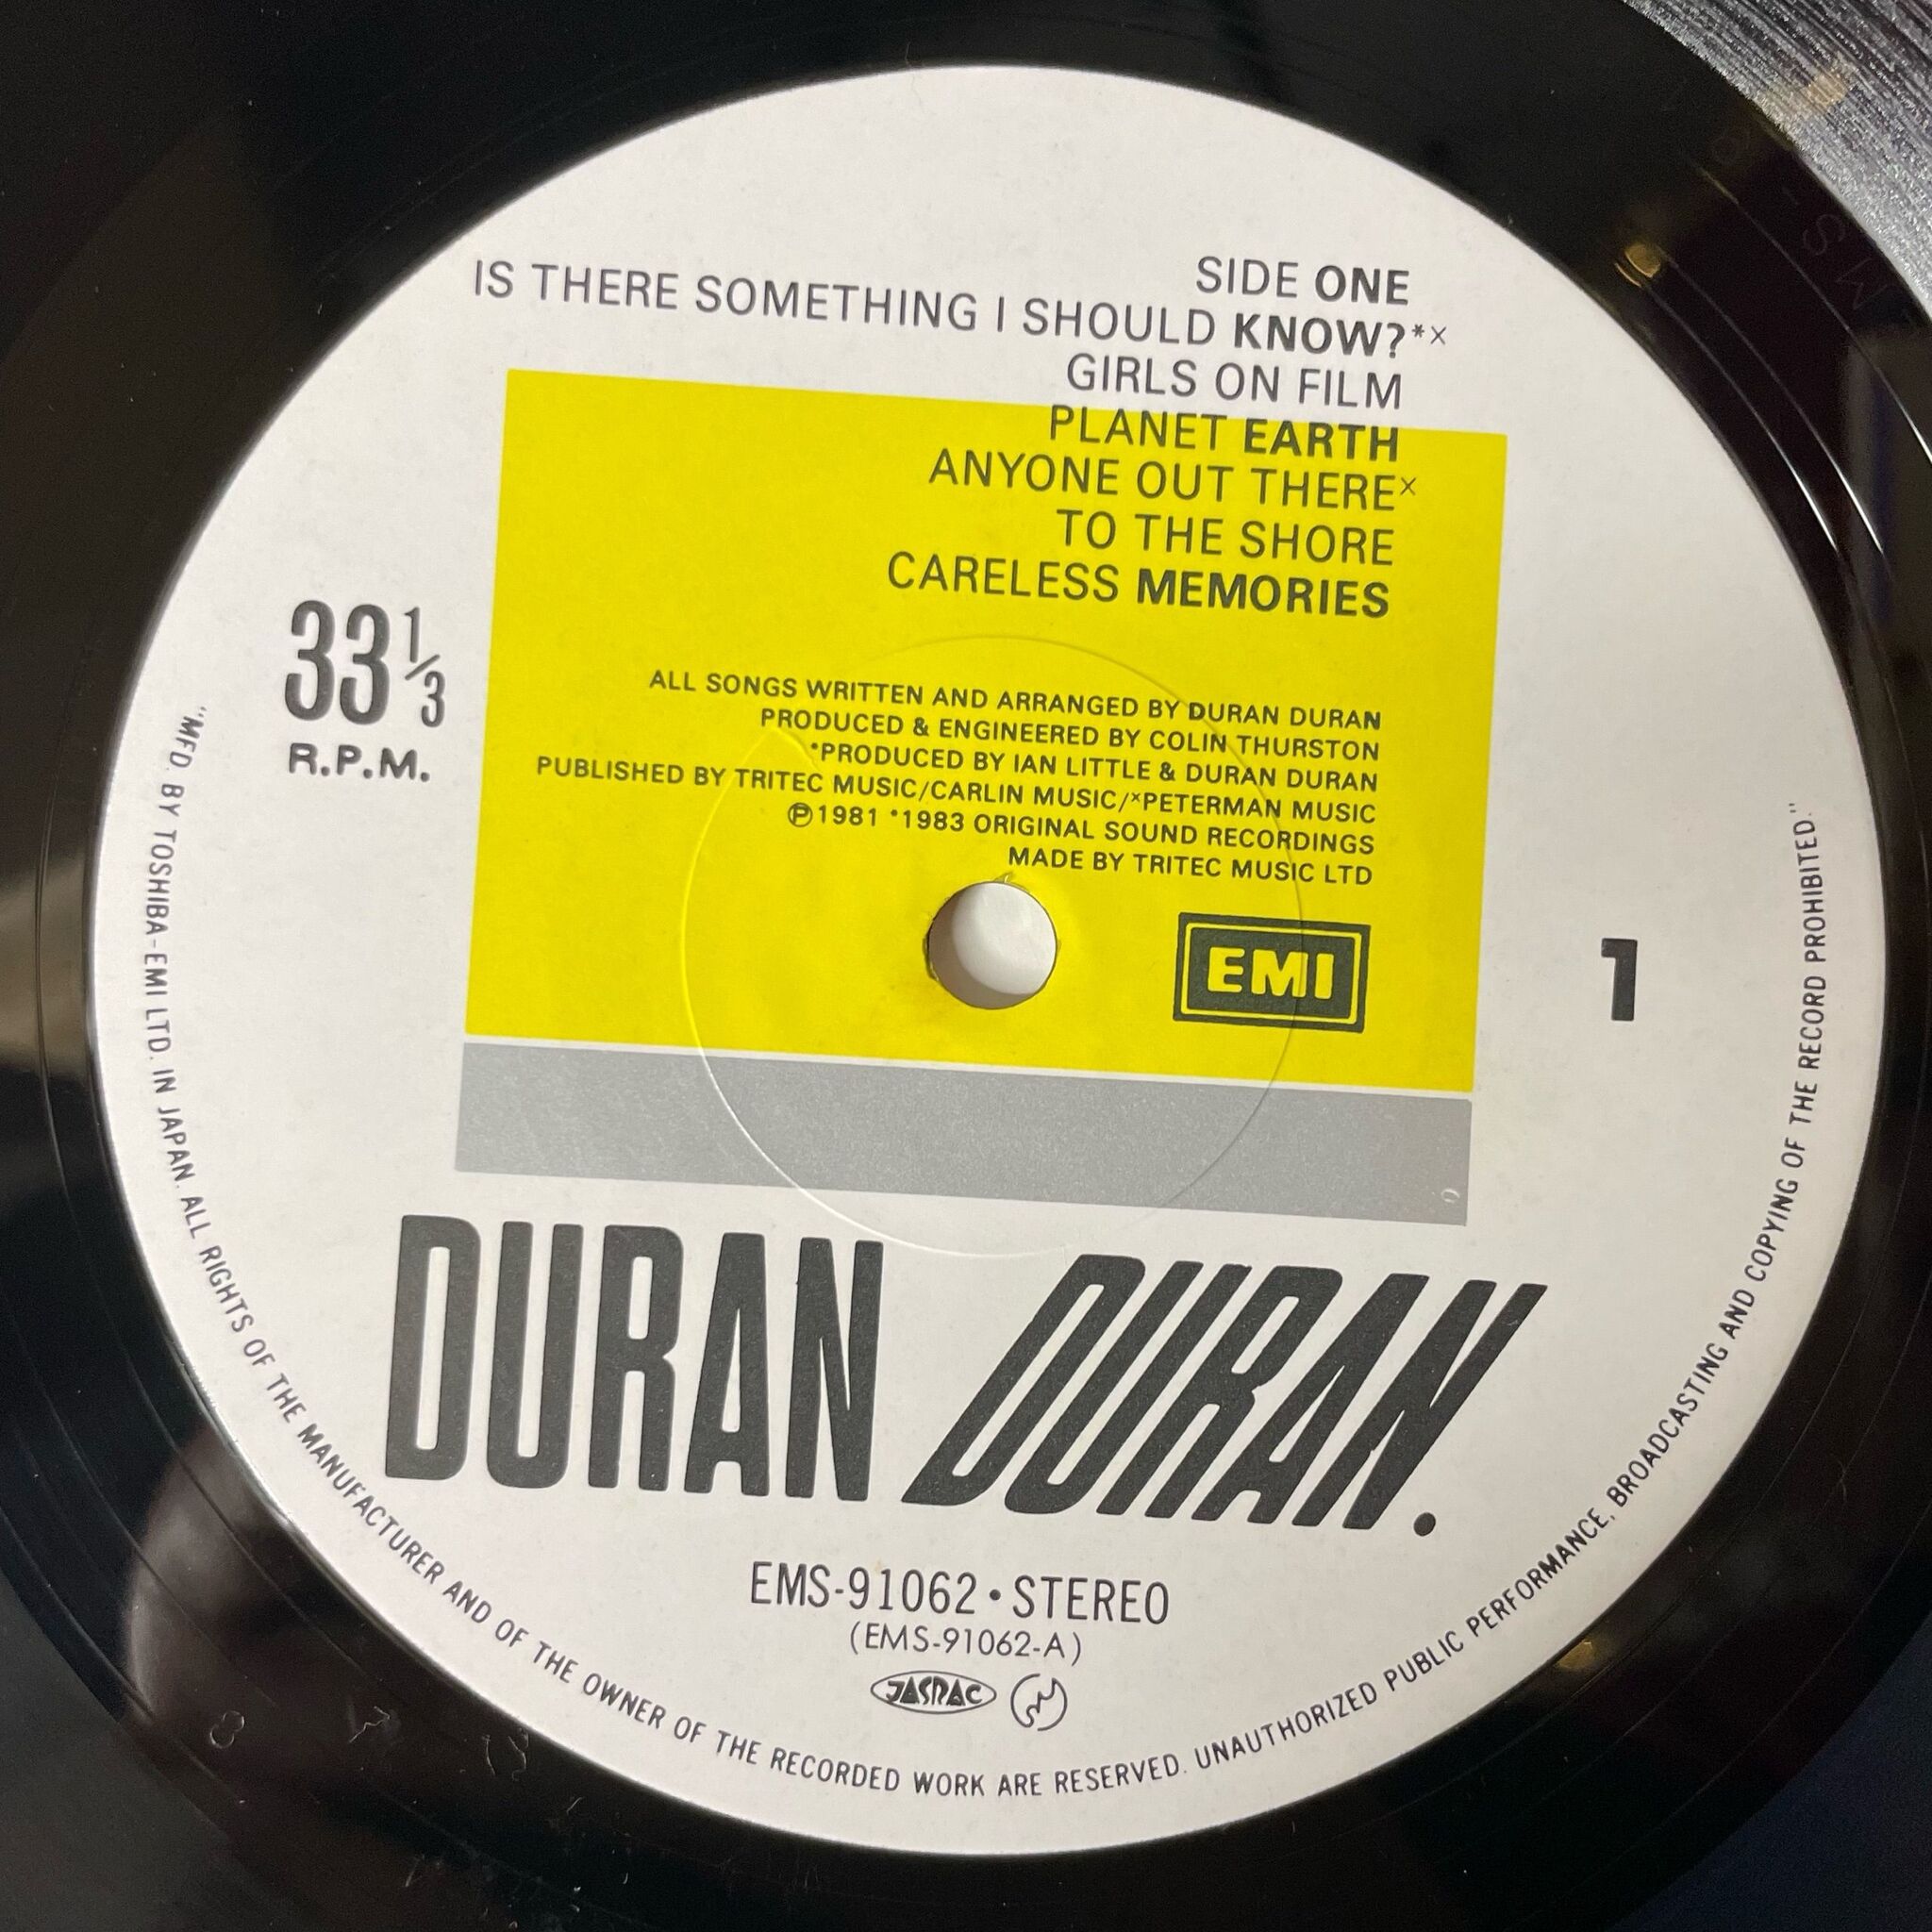 SIDE ONE
IS THERE SOMETHING I SHOULD KNOW?*×
GIRLS ON FILM
PLANET EARTH
ANYONE OUT THERE×
TO THE SHORE
CARELESS MEMORIES
33 1/3
R.P.M.
ALL SONGS WRITTEN AND ARRANGED BY DURAN DURAN
PRODUCED & ENGINEERED BY COLIN THURSTON
*PRODUCED BY IAN LITTLE & DURAN DURAN
PUBLISHED BY TRITEC MUSIC/CARLIN MUSIC/×PETERMAN MUSIC
℗1981 *1983 ORIGINAL SOUND RECORDINGS
MADE BY TRITEC MUSIC LTD
EMI
1
DURAN DURAN.
EMS-91062・STEREO
(EMS-91062-A)
JASRAC
"MFD. BY TOSHIBA-EMI LTD. IN JAPAN. ALL RIGHTS OF THE MANUFACTURER AND OF THE OWNER OF THE RECORDED WORK ARE RESERVED. UNAUTHORIZED PUBLIC PERFORMANCE, BROADCASTING AND COPYING OF THE RECORD PROHIBITED."